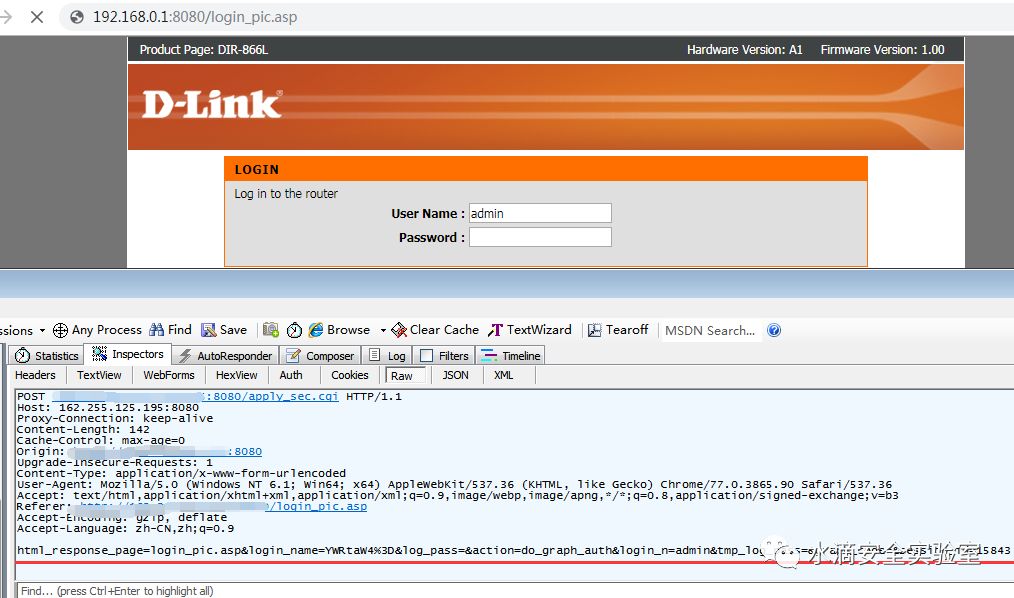 192.168.0.1:8080/login_pic.asp
Product Page: DIR-866L Hardware Version: A1 Firmware Version: 1.00
D-Link
LOGIN
Log in to the router
User Name : admin
Password :
ssions Any Process Find Save Browse Clear Cache TextWizard Tearoff MSDN Search...
Statistics Inspectors AutoResponder Composer Log Filters Timeline
Headers TextView WebForms HexView Auth Cookies Raw JSON XML
POST :8080/apply_sec.cgi HTTP/1.1
Host: 162.255.125.195:8080
Proxy-Connection: keep-alive
Content-Length: 142
Cache-Control: max-age=0
Origin: :8080
Upgrade-Insecure-Requests: 1
Content-Type: application/x-www-form-urlencoded
User-Agent: Mozilla/5.0 (Windows NT 6.1; Win64; x64) AppleWebKit/537.36 (KHTML, like Gecko) Chrome/77.0.3865.90 Safari/537.36
Accept: text/html,application/xhtml+xml,application/xml;q=0.9,image/webp,image/apng,*/*;q=0.8,application/signed-exchange;v=b3
Referer: /login_pic.asp
Accept-Encoding: gzip, deflate
Accept-Language: zh-CN,zh;q=0.9
html_response_page=login_pic.asp&login_name=YWRtaW4%3D&log_pass=&action=do_graph_auth&login_n=admin&tmp_log 15843
水滴安全实验室
Find... (press Ctrl+Enter to highlight all)